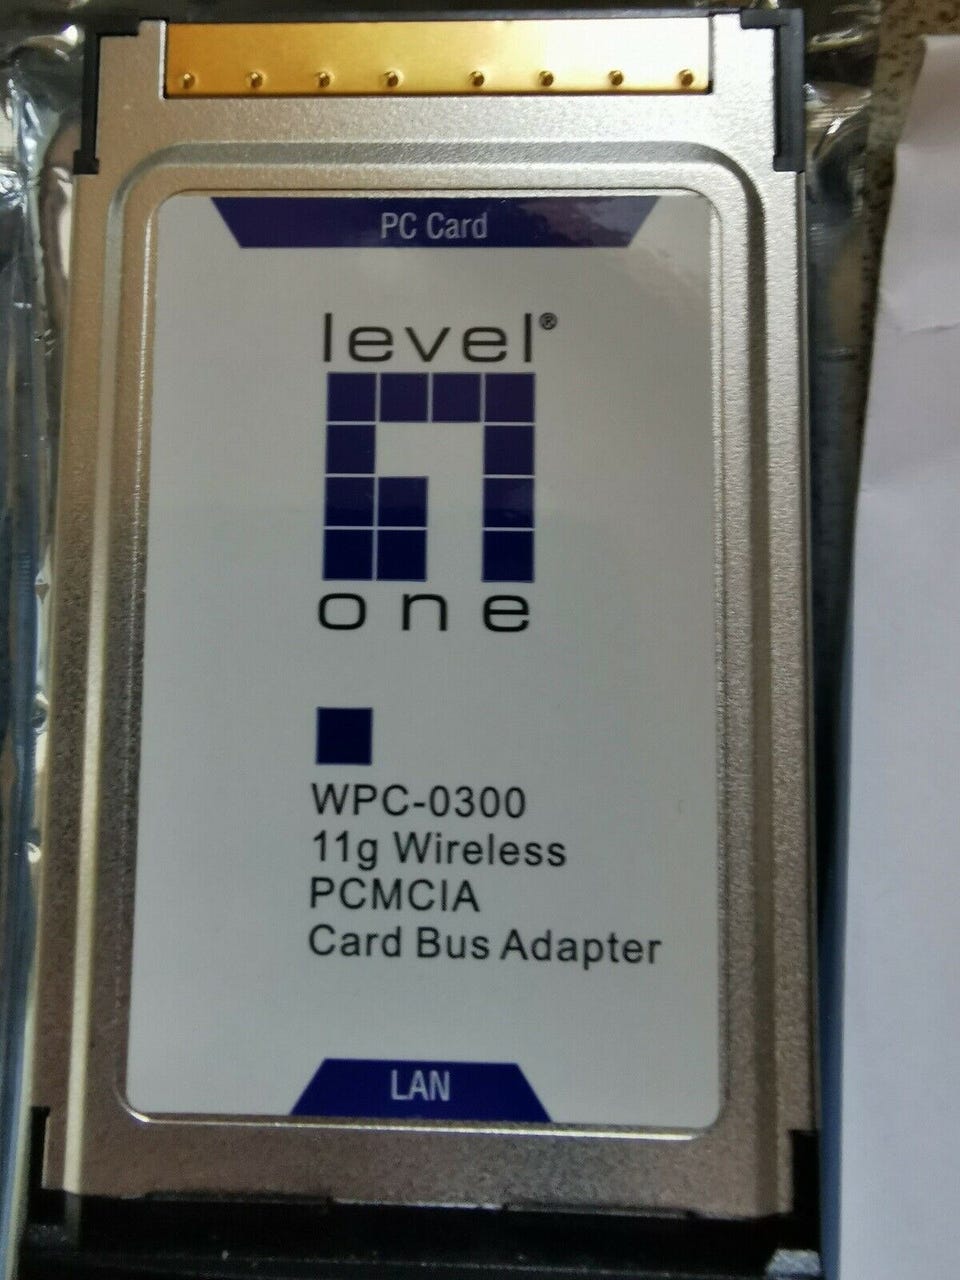 PC Card
level®
one
WPC-0300
11g Wireless
PCMCIA
Card Bus Adapter
LAN